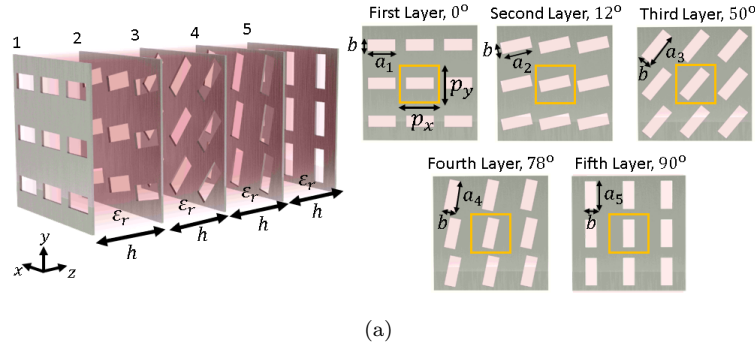 1 2 3 4 5
εr εr εr εr
h h h h
y
x z
First Layer, 0° Second Layer, 12° Third Layer, 50°
b a1 b a2 b a3
py
px
Fourth Layer, 78° Fifth Layer, 90°
b a4 b a5
(a)